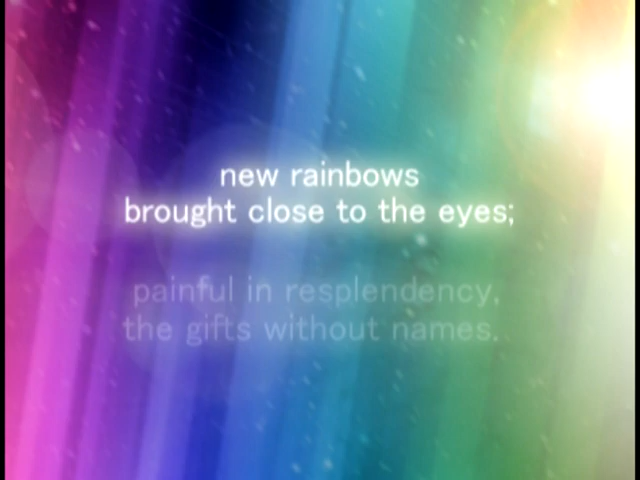 new rainbows
brought close to the eyes;
painful in resplendency,
the gifts without names.